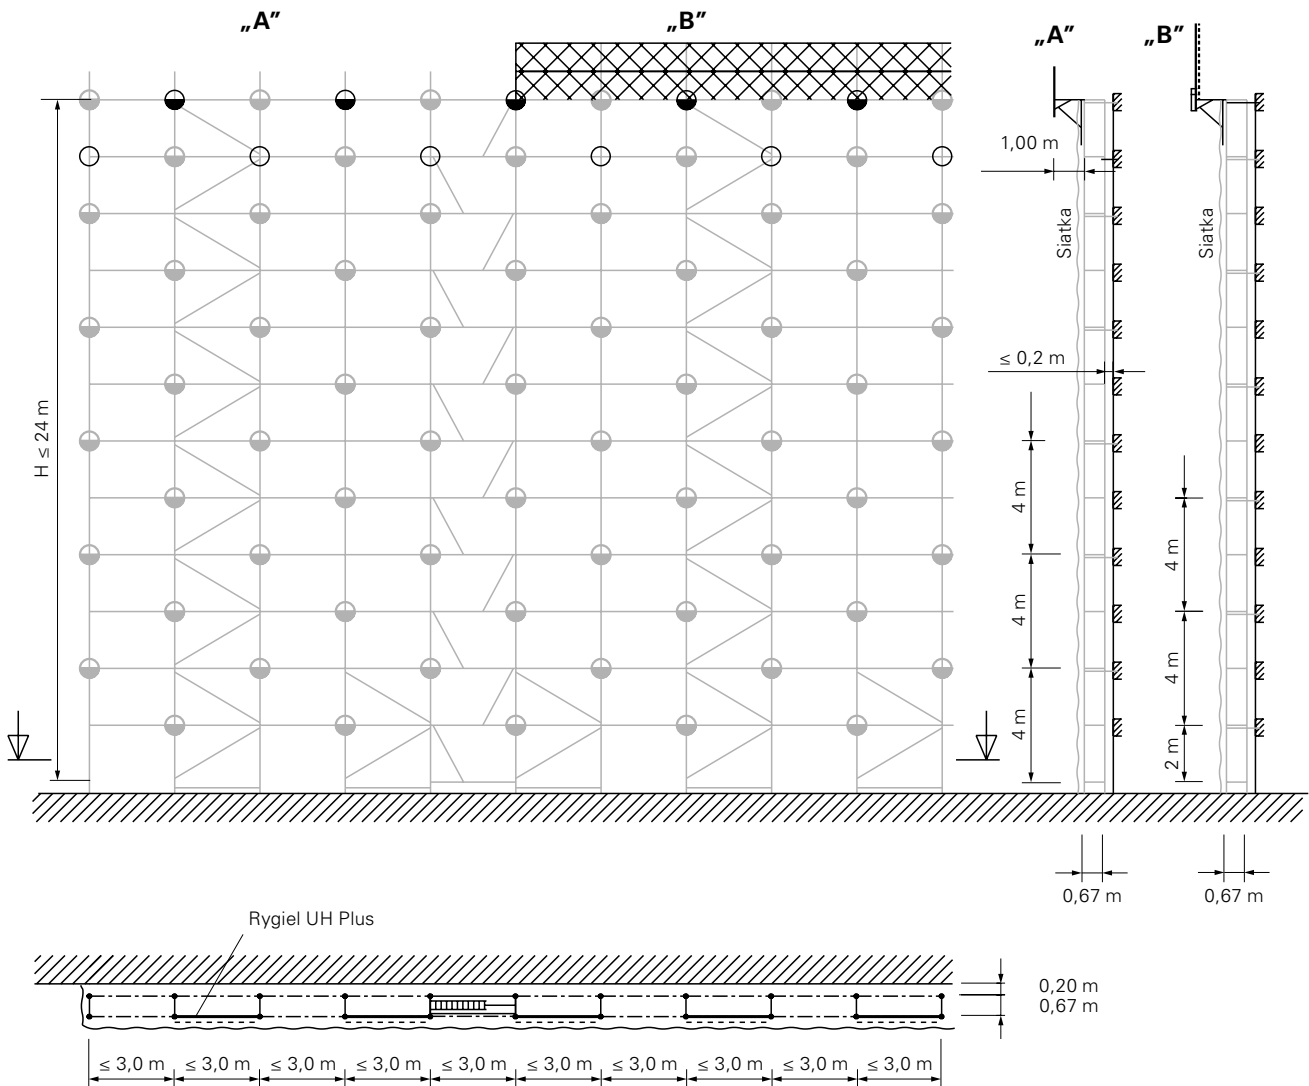 „A”
„B”
„A”
„B”
1,00 m
Siatka
Siatka
≤ 0,2 m
H ≤ 24 m
4 m
4 m
4 m
4 m
4 m
2 m
0,67 m
0,67 m
Rygiel UH Plus
0,20 m
0,67 m
≤ 3,0 m
≤ 3,0 m
≤ 3,0 m
≤ 3,0 m
≤ 3,0 m
≤ 3,0 m
≤ 3,0 m
≤ 3,0 m
≤ 3,0 m
≤ 3,0 m